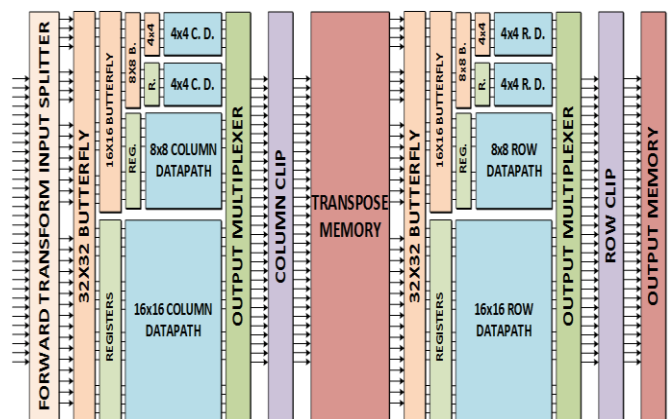 FORWARD TRANSFORM INPUT SPLITTER
32X32 BUTTERFLY
16X16 BUTTERFLY
8X8 B.
4x4
4x4 C. D.
R.
4x4 C. D.
REG.
8x8 COLUMN
DATAPATH
REGISTERS
16x16 COLUMN
DATAPATH
OUTPUT MULTIPLEXER
COLUMN CLIP
TRANSPOSE
MEMORY
32X32 BUTTERFLY
16X16 BUTTERFLY
8x8 B.
4x4
4x4 R. D.
R.
4x4 R. D.
REG.
8x8 ROW
DATAPATH
REGISTERS
16x16 ROW
DATAPATH
OUTPUT MULTIPLEXER
ROW CLIP
OUTPUT MEMORY